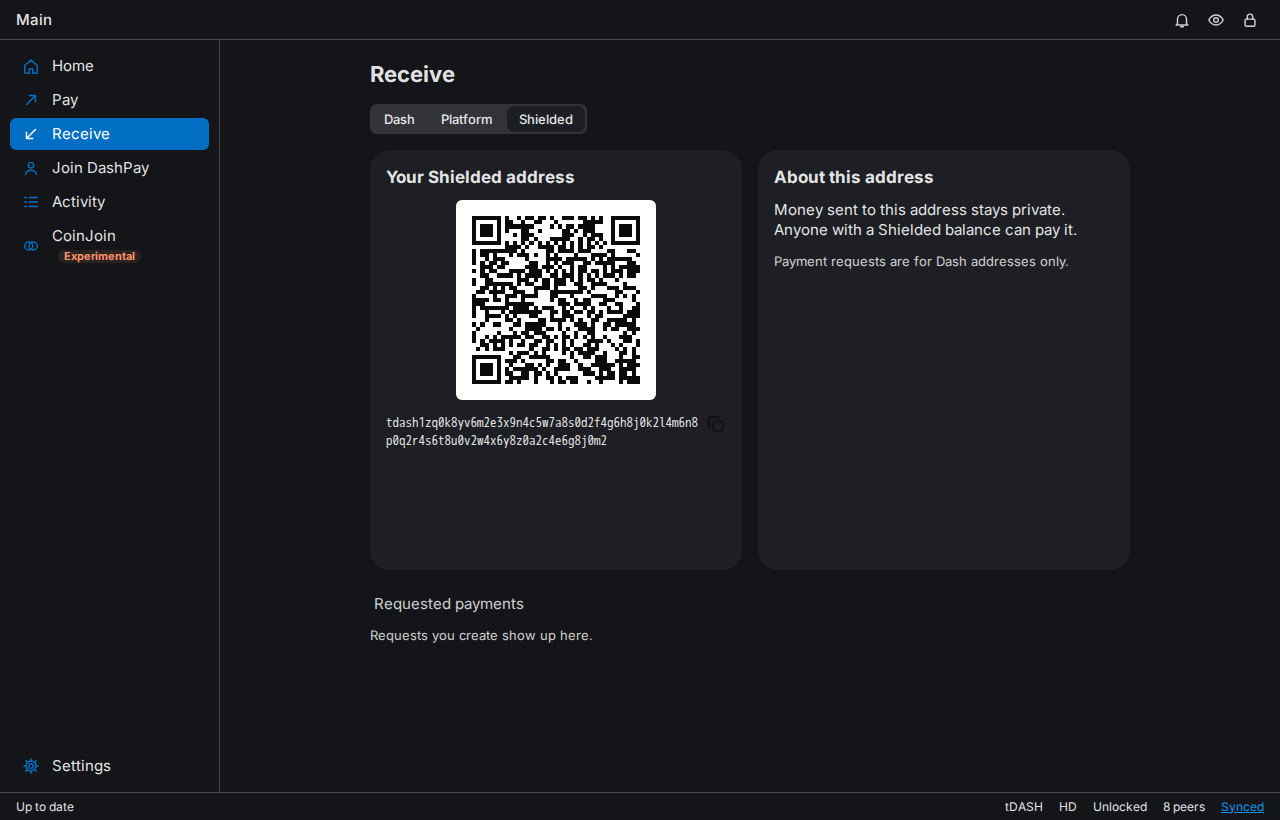 Main
Home
Pay
Receive
Join DashPay
Activity
CoinJoin
Experimental
Settings
Receive
Dash
Platform
Shielded
Your Shielded address
tdash1zq0k8yv6m2e3x9n4c5w7a8s0d2f4g6h8j0k2l4m6n8
p0q2r4s6t8u0v2w4x6y8z0a2c4e6g8j0m2
About this address
Money sent to this address stays private.
Anyone with a Shielded balance can pay it.
Payment requests are for Dash addresses only.
Requested payments
Requests you create show up here.
Up to date
tDASH
HD
Unlocked
8 peers
Synced